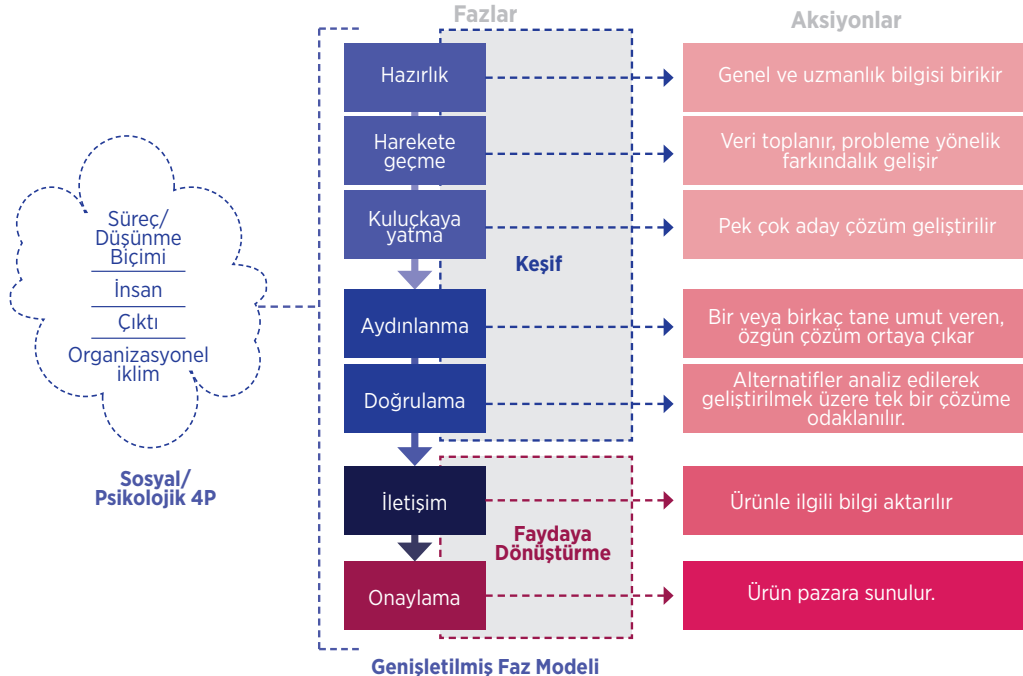 Fazlar
Aksiyonlar
Hazırlık
Genel ve uzmanlık bilgisi birikir
Harekete
geçme
Veri toplanır, probleme yönelik
farkındalık gelişir
Kuluçkaya
yatma
Pek çok aday çözüm geliştirilir
Süreç/
Düşünme
Biçimi
İnsan
Çıktı
Organizasyonel
iklim
Sosyal/
Psikolojik 4P
Keşif
Aydınlanma
Bir veya birkaç tane umut veren,
özgün çözüm ortaya çıkar
Doğrulama
Alternatifler analiz edilerek
geliştirilmek üzere tek bir çözüme
odaklanılır.
İletişim
Ürünle ilgili bilgi aktarılır
Faydaya
Dönüştürme
Onaylama
Ürün pazara sunulur.
Genişletilmiş Faz Modeli